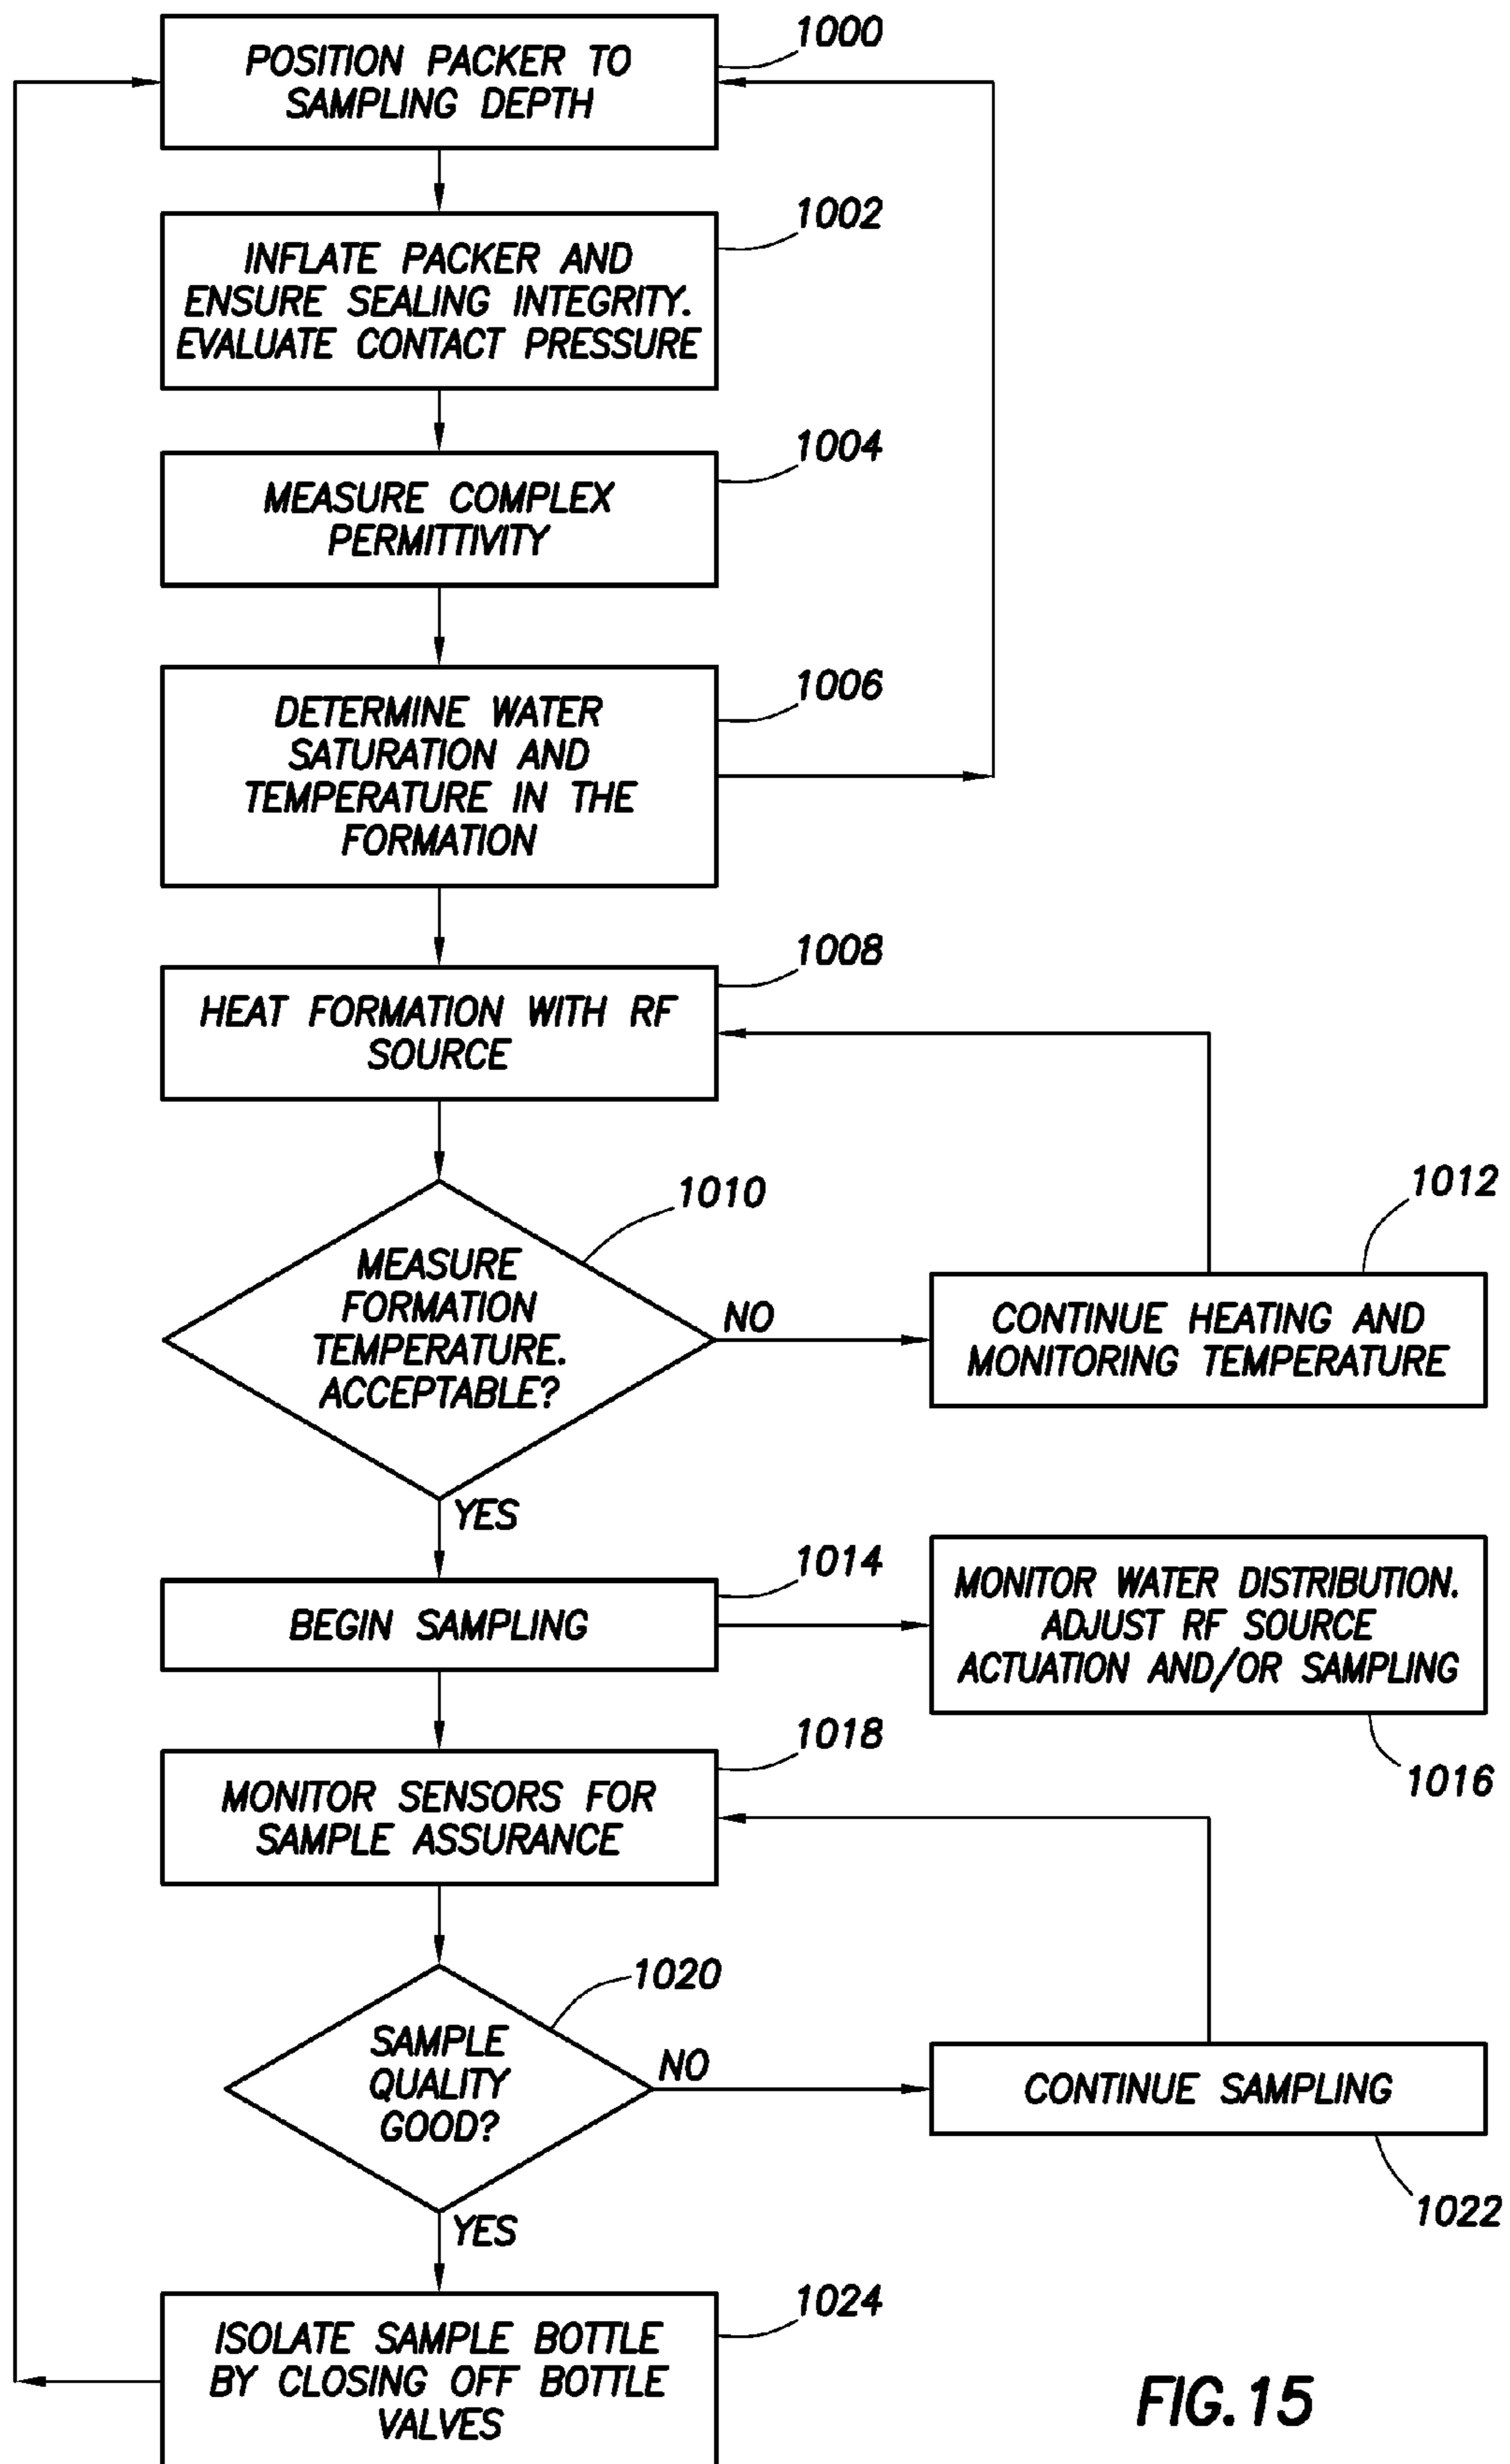 1000
POSITION PACKER TO
SAMPLING DEPTH
1002
INFLATE PACKER AND
ENSURE SEALING INTEGRITY.
EVALUATE CONTACT PRESSURE
1004
MEASURE COMPLEX
PERMITTIVITY
1006
DETERMINE WATER
SATURATION AND
TEMPERATURE IN THE
FORMATION
1008
HEAT FORMATION WITH RF
SOURCE
1010
MEASURE
FORMATION
TEMPERATURE.
ACCEPTABLE?
NO
1012
CONTINUE HEATING AND
MONITORING TEMPERATURE
YES
1014
BEGIN SAMPLING
MONITOR WATER DISTRIBUTION.
ADJUST RF SOURCE
ACTUATION AND/OR SAMPLING
1016
1018
MONITOR SENSORS FOR
SAMPLE ASSURANCE
1020
SAMPLE
QUALITY
GOOD?
NO
CONTINUE SAMPLING
1022
YES
1024
ISOLATE SAMPLE BOTTLE
BY CLOSING OFF BOTTLE
VALVES
FIG.15